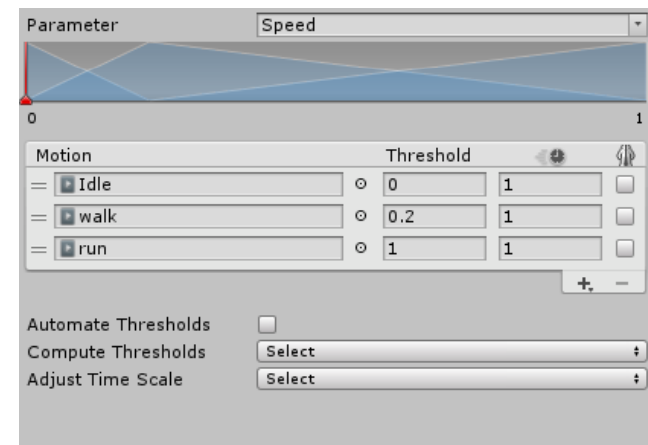 Parameter Speed
0 1
Motion Threshold
Idle 0 1
walk 0.2 1
run 1 1
Automate Thresholds
Compute Thresholds Select
Adjust Time Scale Select